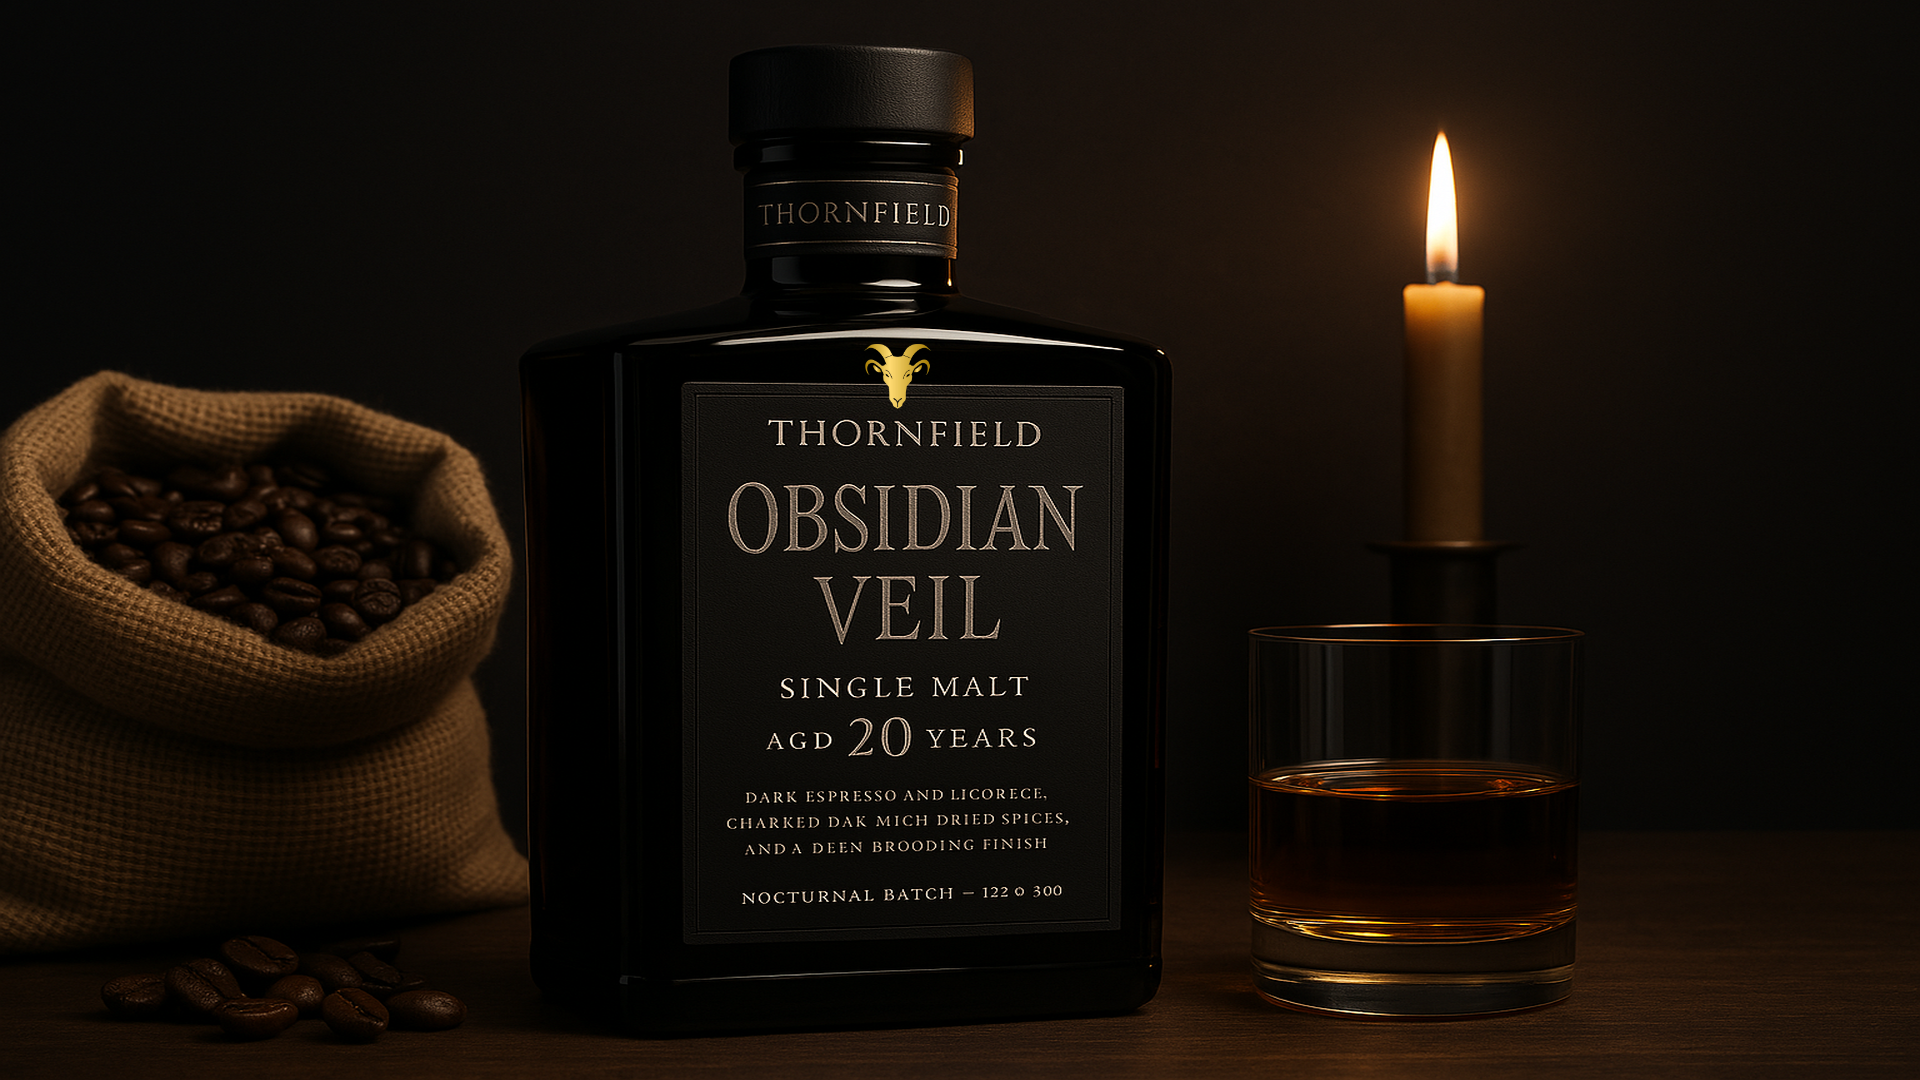 THORNFIELD
THORNFIELD
OBSIDIAN
VEIL
SINGLE MALT
AGD 20 YEARS
DARK ESPRESSO AND LICORECE,
CHARKED DAK MICH DRIED SPICES,
AND A DEEN BROODING FINISH
NOCTURNAL BATCH – 122 O 300